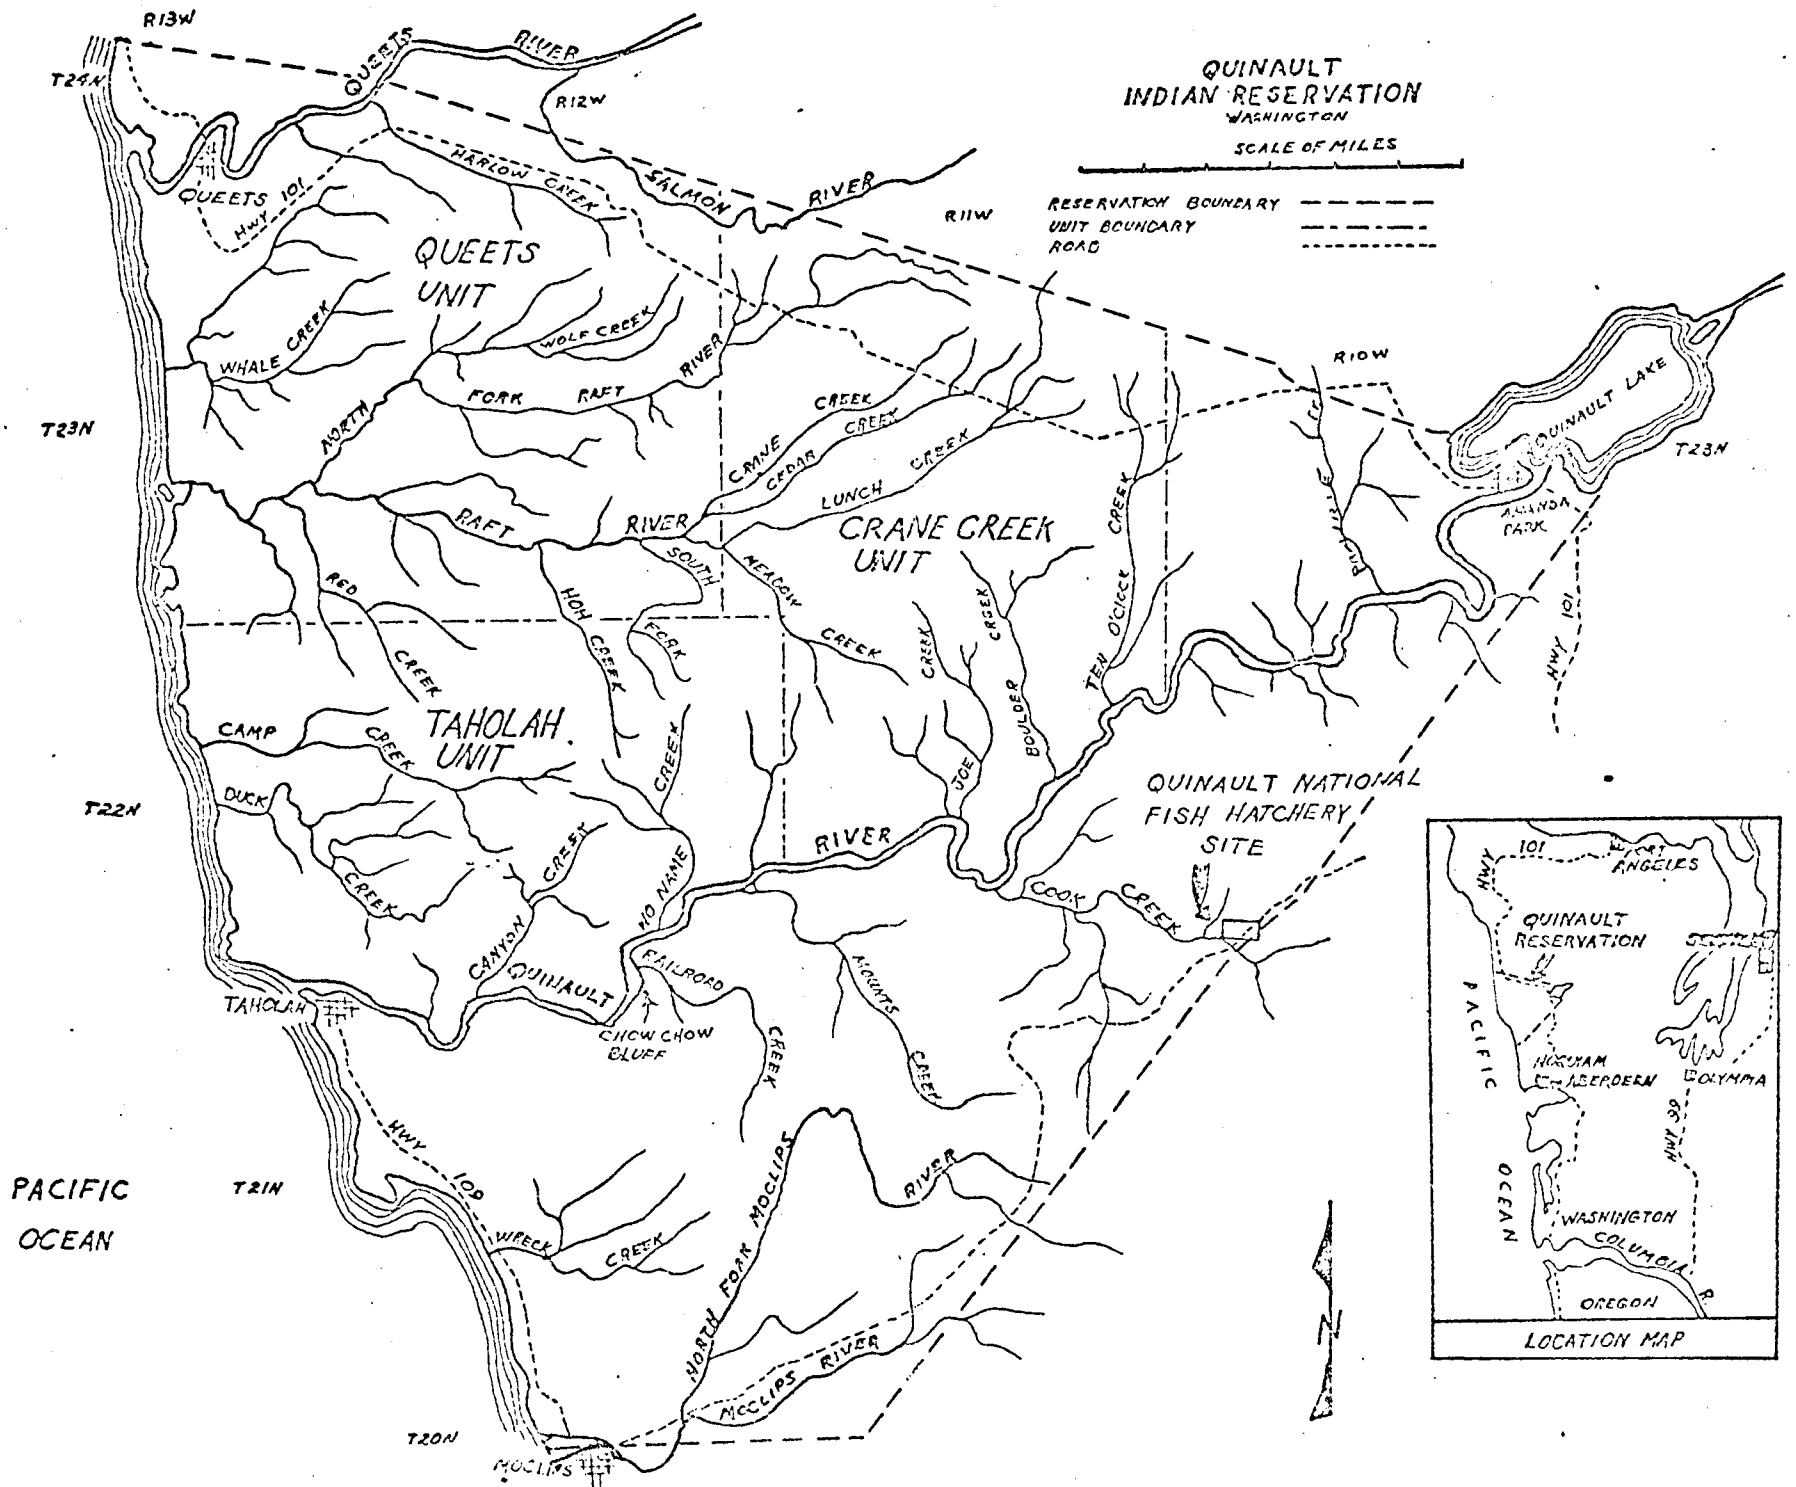 R13W
T24N
QUEETS RIVER
R12W
QUINAULT
INDIAN RESERVATION
WASHINGTON
SCALE OF MILES
RESERVATION BOUNDARY
UNIT BOUNDARY
ROAD
R11W
QUEETS
HWY 101
HARLOW CREEK
SALMON RIVER
QUEETS
UNIT
WHALE CREEK
WOLF CREEK
NORTH FORK RAFT RIVER
R10W
QUINAULT LAKE
T23N
T23N
CRANE CREEK
CEDAR CREEK
LUNCH CREEK
RAFT RIVER
CRANE CREEK
UNIT
TEN O'CLOCK CREEK
AMANDA
PARK
HWY 101
RED CREEK
HOH CREEK
SOUTH FORK
MEADOW CREEK
CREEK
BOULDER CREEK
JOE
TAHOLAH
UNIT
CAMP CREEK
DUCK CREEK
T22N
CANYON CREEK
NO NAME CREEK
QUINAULT RIVER
QUINAULT NATIONAL
FISH HATCHERY
SITE
COOK CREEK
TAHOLAH
RAILROAD CREEK
CHOW CHOW
BLUFF
MOUNTS CREEK
HWY 109
PACIFIC
OCEAN
T21N
WRECK CREEK
NORTH FORK MOCLIPS RIVER
MOCLIPS RIVER
T20N
MOCLIPS
N
HWY 101
PORT
ANGELES
QUINAULT
RESERVATION
SEATTLE
PACIFIC OCEAN
HOQUIAM
ABERDEEN
OLYMPIA
HWY 99
WASHINGTON
COLUMBIA R.
OREGON
LOCATION MAP